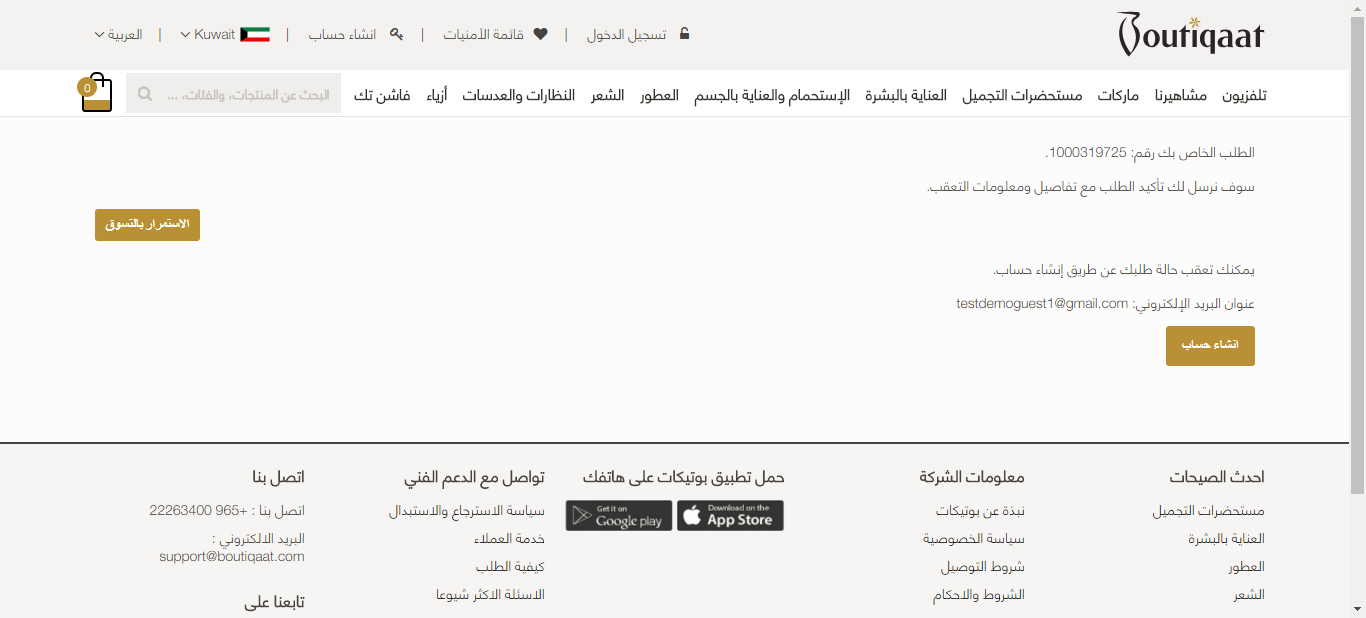 Boutiqaat
تسجيل الدخول | قائمة الأمنيات | انشاء حساب | Kuwait | العربية
تلفزيون مشاهيرنا ماركات مستحضرات التجميل العناية بالبشرة الإستحمام والعناية بالجسم العطور الشعر النظارات والعدسات أزياء فاشن تك
البحث عن المنتجات، والفئات، ...
0
الطلب الخاص بك رقم: 1000319725.
سوف نرسل لك تأكيد الطلب مع تفاصيل ومعلومات التعقب.
الاستمرار بالتسوق
يمكنك تعقب حالة طلبك عن طريق إنشاء حساب.
عنوان البريد الإلكتروني: testdemoguest1@gmail.com
انشاء حساب
احدث الصيحات
مستحضرات التجميل
العناية بالبشرة
العطور
الشعر
معلومات الشركة
نبذة عن بوتيكات
سياسة الخصوصية
شروط التوصيل
الشروط والاحكام
حمل تطبيق بوتيكات على هاتفك
Download on the
App Store
Get it on
Google play
تواصل مع الدعم الفني
سياسة الاسترجاع والاستبدال
خدمة العملاء
كيفية الطلب
الاسئلة الاكثر شيوعا
اتصل بنا
اتصل بنا : +965 22263400
البريد الالكتروني :
support@boutiqaat.com
تابعنا على